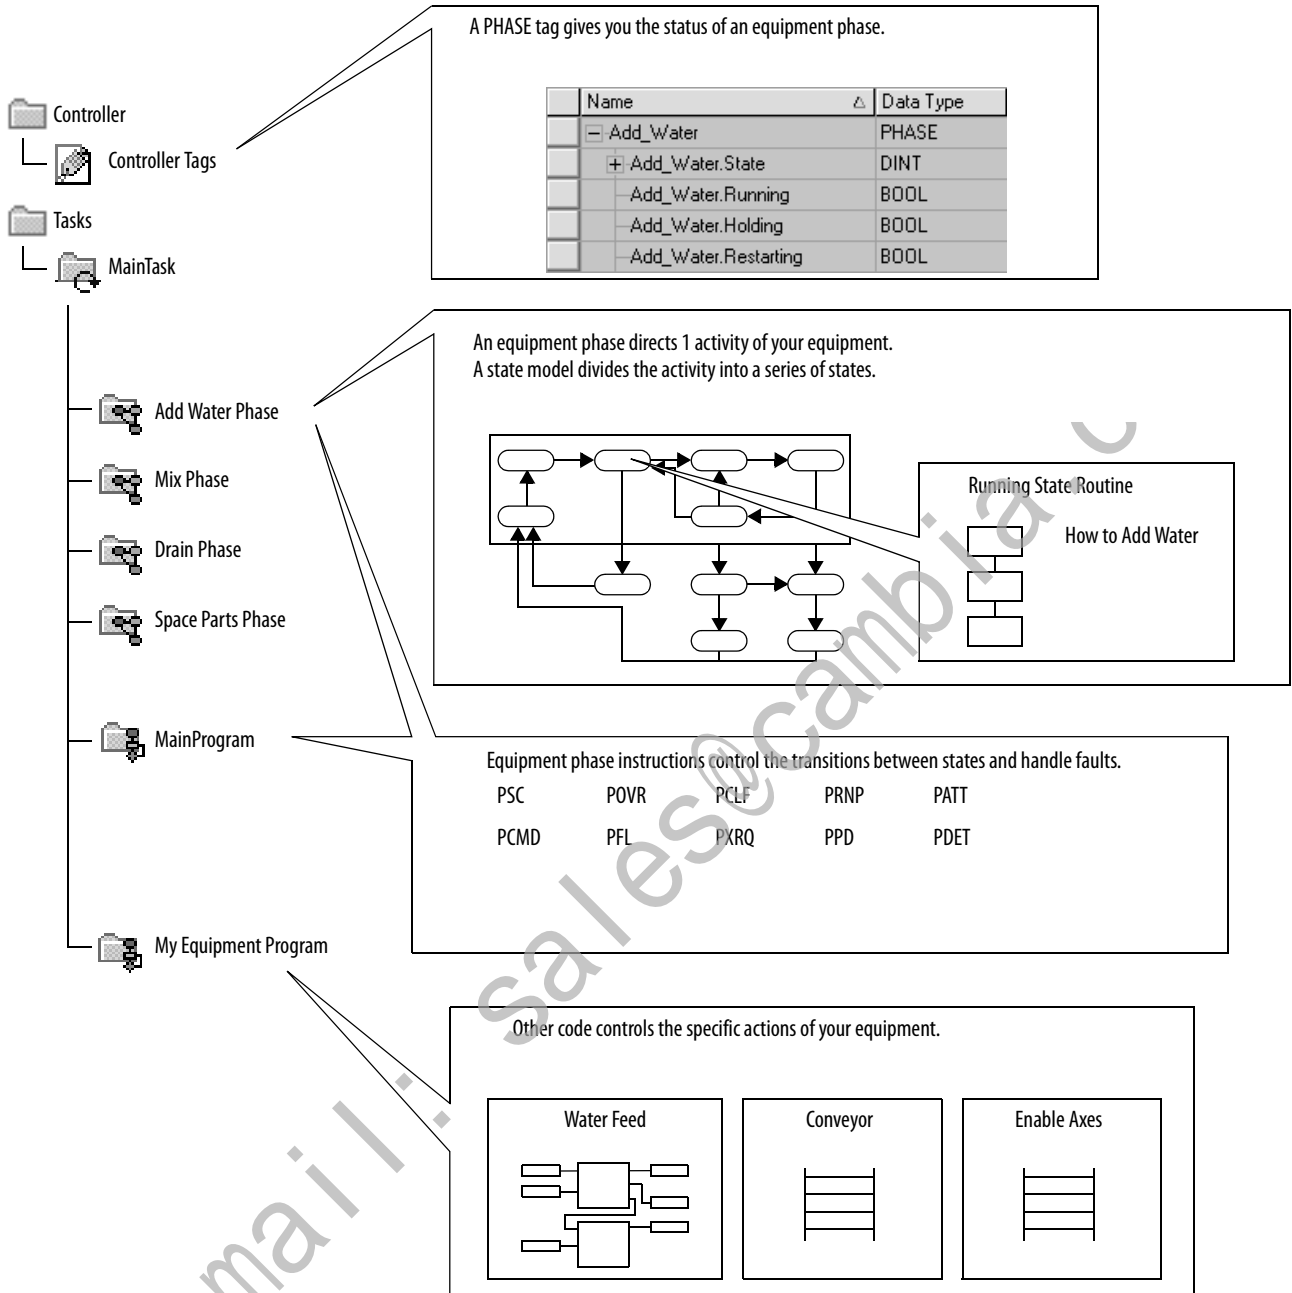 A PHASE tag gives you the status of an equipment phase.
Name Data Type
Add_Water PHASE
Add_Water.State DINT
Add_Water.Running BOOL
Add_Water.Holding BOOL
Add_Water.Restarting BOOL
Controller
Controller Tags
Tasks
MainTask
An equipment phase directs 1 activity of your equipment.
A state model divides the activity into a series of states.
Running State Routine
How to Add Water
Add Water Phase
Mix Phase
Drain Phase
Space Parts Phase
MainProgram
Equipment phase instructions control the transitions between states and handle faults.
PSC POVR PCLF PRNP PATT
PCMD PFL PXRQ PPD PDET
My Equipment Program
Other code controls the specific actions of your equipment.
Water Feed Conveyor Enable Axes
mail: sales@cambia.c